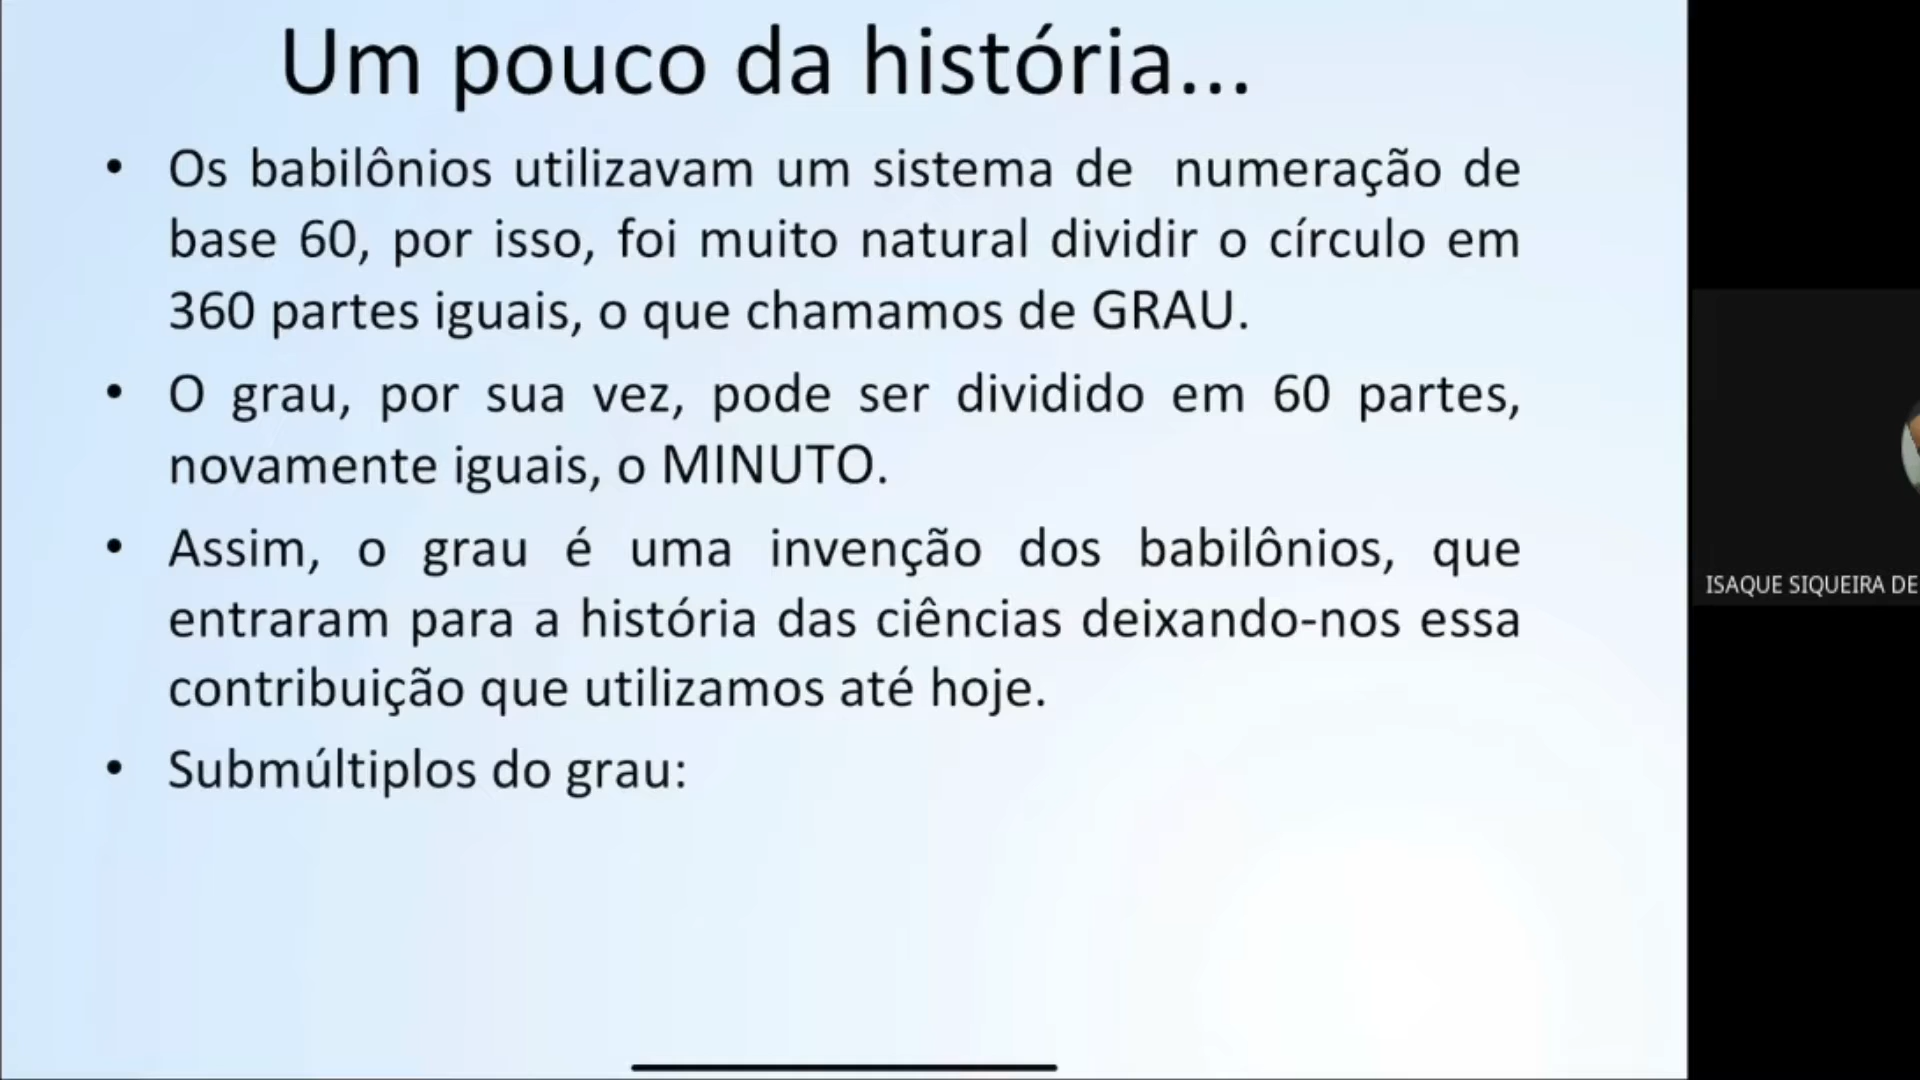 Um pouco da história...
• Os babilônios utilizavam um sistema de numeração de
base 60, por isso, foi muito natural dividir o círculo em
360 partes iguais, o que chamamos de GRAU.
• O grau, por sua vez, pode ser dividido em 60 partes,
novamente iguais, o MINUTO.
• Assim, o grau é uma invenção dos babilônios, que
entraram para a história das ciências deixando-nos essa
contribuição que utilizamos até hoje.
• Submúltiplos do grau:
ISAQUE SIQUEIRA DE